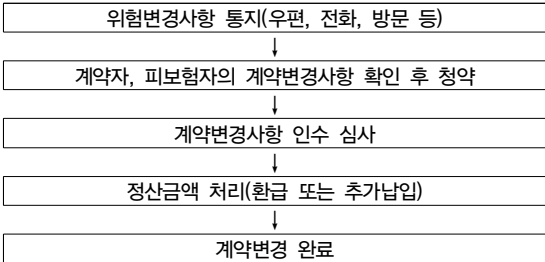 위험변경사항 통지(우편, 전화, 방문 등)
계약자, 피보험자의 계약변경사항 확인 후 청약
계약변경사항 인수 심사
정산금액 처리(환급 또는 추가납입)
계약변경 완료